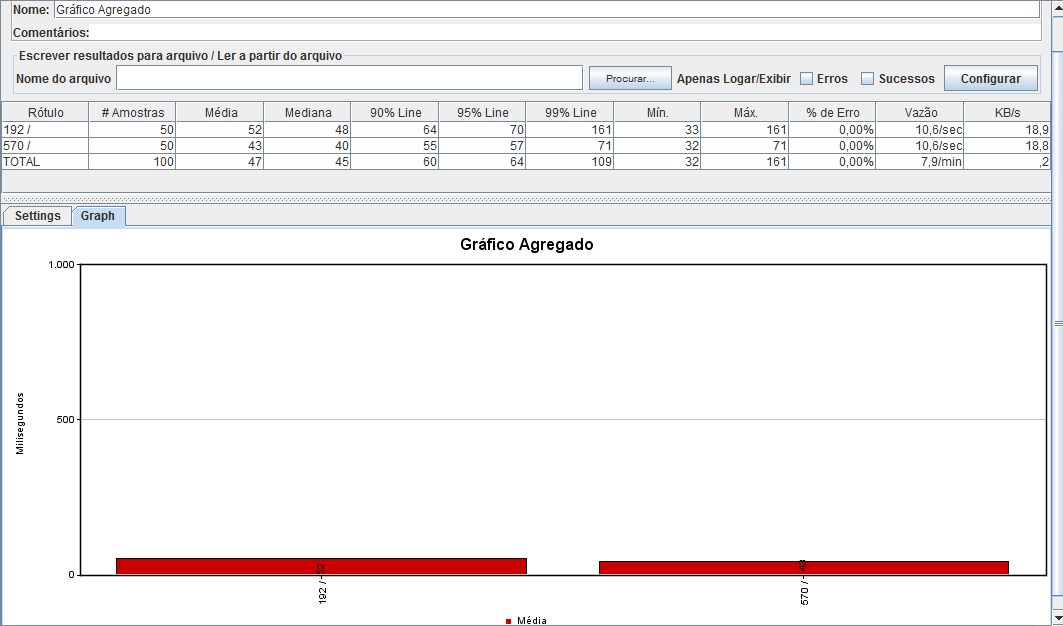 Nome: Gráfico Agregado
Comentários:
Escrever resultados para arquivo / Ler a partir do arquivo
Nome do arquivo Procurar... Apenas Logar/Exibir Erros Sucessos Configurar
Rótulo # Amostras Média Mediana 90% Line 95% Line 99% Line Mín. Máx. % de Erro Vazão KB/s
192 / 50 52 48 64 70 161 33 161 0,00% 10,6/sec 18,9
570 / 50 43 40 55 57 71 32 71 0,00% 10,6/sec 18,8
TOTAL 100 47 45 60 64 109 32 161 0,00% 7,9/min ,2
Settings Graph
Gráfico Agregado
1.000
500
0
Milisegundos
52
43
192 /
570 /
Média